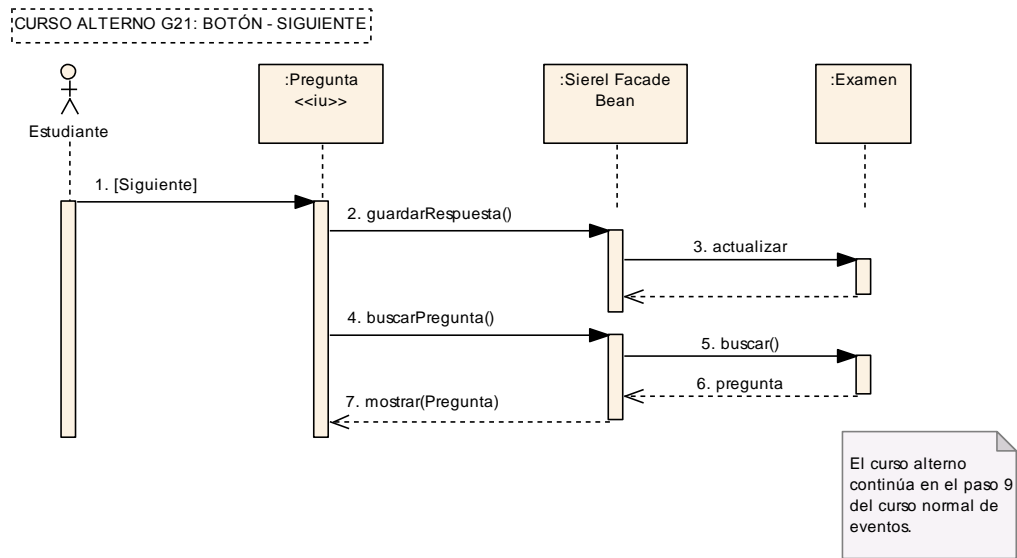 CURSO ALTERNO G21: BOTÓN - SIGUIENTE
:Pregunta
<<iu>>
:Sierel Facade
Bean
:Examen
Estudiante
1. [Siguiente]
2. guardarRespuesta()
3. actualizar
4. buscarPregunta()
5. buscar()
6. pregunta
7. mostrar(Pregunta)
El curso alterno
continúa en el paso 9
del curso normal de
eventos.